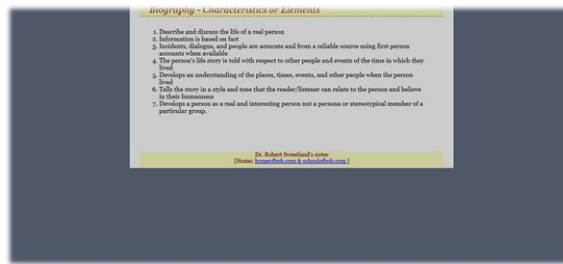 Biography - Characteristics or Elements
1. Describe and discuss the life of a real person
2. Information is based on fact
3. Incidents, dialogue, and people are accurate and from a reliable source using first person
accounts when available
4. The person's life story is told with respect to other people and events of the time in which they
lived
5. Develops an understanding of the places, times, events, and other people when the person
lived
6. Tells the story in a style and tone that the reader/listener can relate to the person and believe
in their humanness
7. Develops a person as a real and interesting person not a persona or stereotypical member of a
particular group.
Dr. Robert Sweetland's notes
[Home: homeofbob.com & schoolofbob.com ]